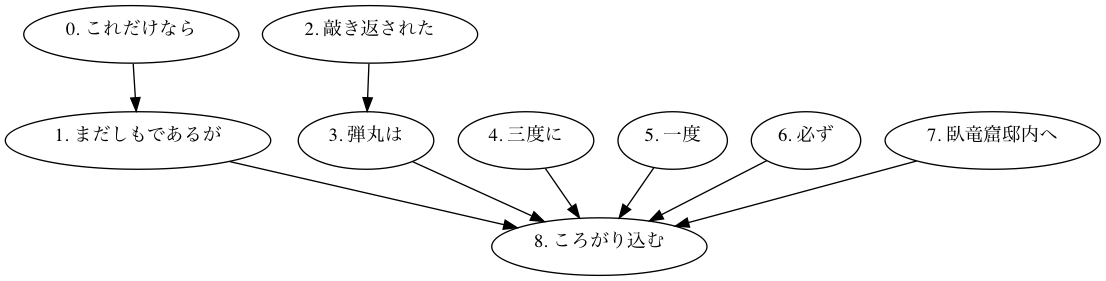 0. これだけなら
2. 敲き返された
1. まだしもであるが
3. 弾丸は
4. 三度に
5. 一度
6. 必ず
7. 臥竜窟邸内へ
8. ころがり込む